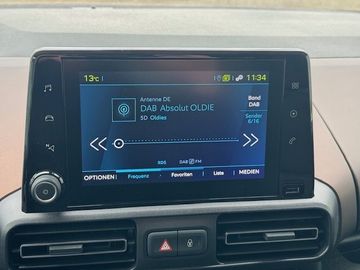 13°C
11:34
Antenne DE
DAB Absolut OLDIE
5D Oldies
Band
DAB
Sender
6/16
RDS DAB FM
OPTIONEN Frequenz Favoriten Liste MEDIEN